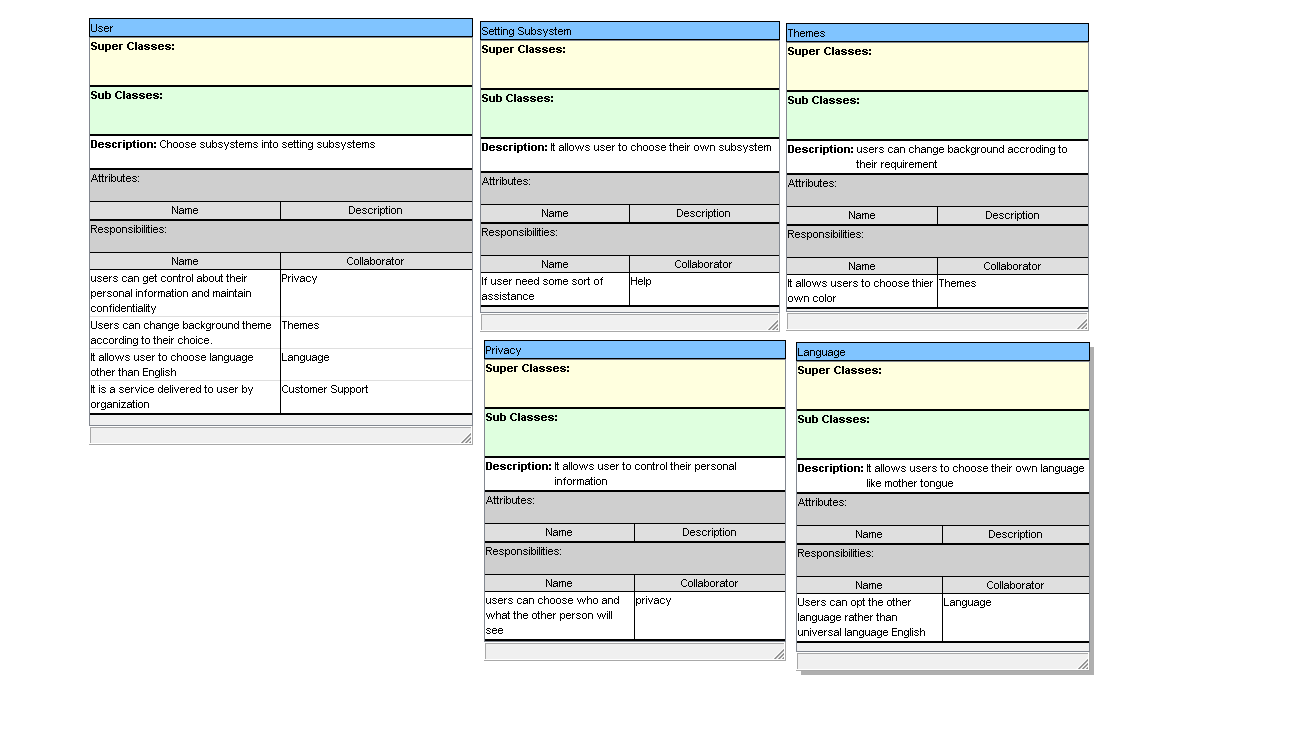 User
Super Classes:
Sub Classes:
Description: Choose subsystems into setting subsystems
Attributes:
Name Description
Responsibilities:
Name Collaborator
users can get control about their Privacy
personal information and maintain
confidentiality
Users can change background theme Themes
according to their choice.
It allows user to choose language Language
other than English
It is a service delivered to user by Customer Support
organization
Setting Subsystem
Super Classes:
Sub Classes:
Description: It allows user to choose their own subsystem
Attributes:
Name Description
Responsibilities:
Name Collaborator
If user need some sort of Help
assistance
Themes
Super Classes:
Sub Classes:
Description: users can change background accroding to
their requirement
Attributes:
Name Description
Responsibilities:
Name Collaborator
It allows users to choose thier Themes
own color
Privacy
Super Classes:
Sub Classes:
Description: It allows user to control their personal
information
Attributes:
Name Description
Responsibilities:
Name Collaborator
users can choose who and privacy
what the other person will
see
Language
Super Classes:
Sub Classes:
Description: It allows users to choose their own language
like mother tongue
Attributes:
Name Description
Responsibilities:
Name Collaborator
Users can opt the other Language
language rather than
universal language English